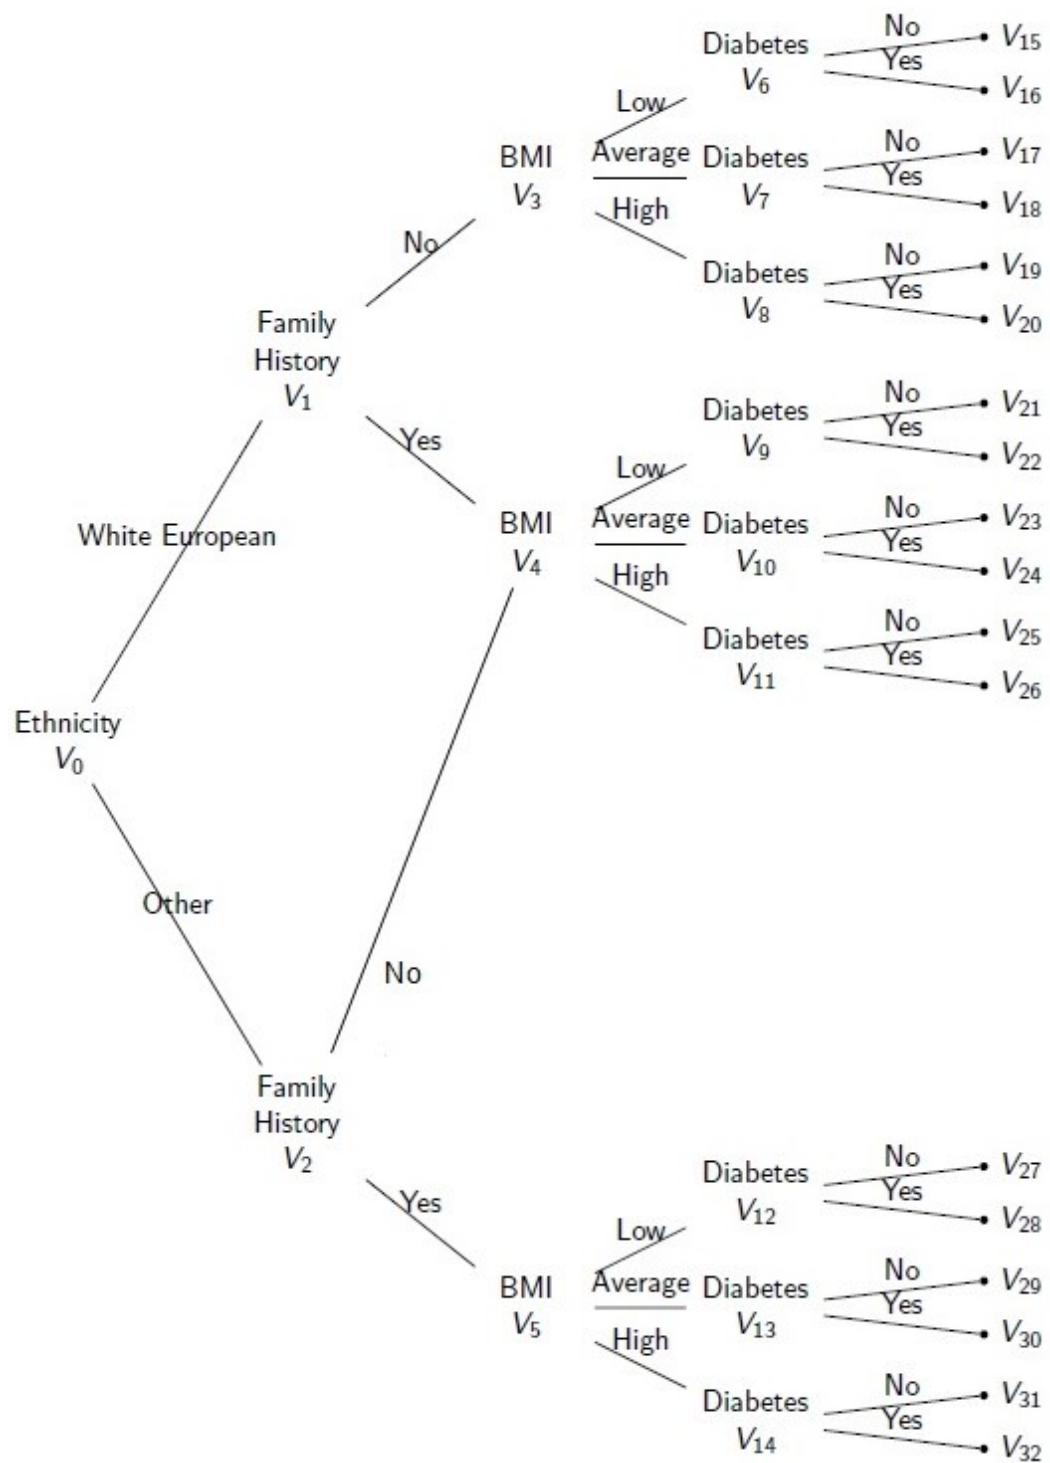 No
V15
Diabetes
Yes
V6
V16
Low
BMI
Average
Diabetes
No
V17
V3
V7
Yes
V18
High
No
Diabetes
No
V19
V8
Yes
V20
Family
History
V1
Diabetes
No
V21
V9
Yes
V22
Yes
Low
BMI
Average
Diabetes
No
V23
V4
V10
Yes
V24
White European
High
Diabetes
No
V25
V11
Yes
V26
Ethnicity
V0
Other
No
Family
History
V2
Diabetes
No
V27
V12
Yes
V28
Yes
Low
BMI
Average
Diabetes
No
V29
V5
V13
Yes
V30
High
Diabetes
No
V31
V14
Yes
V32